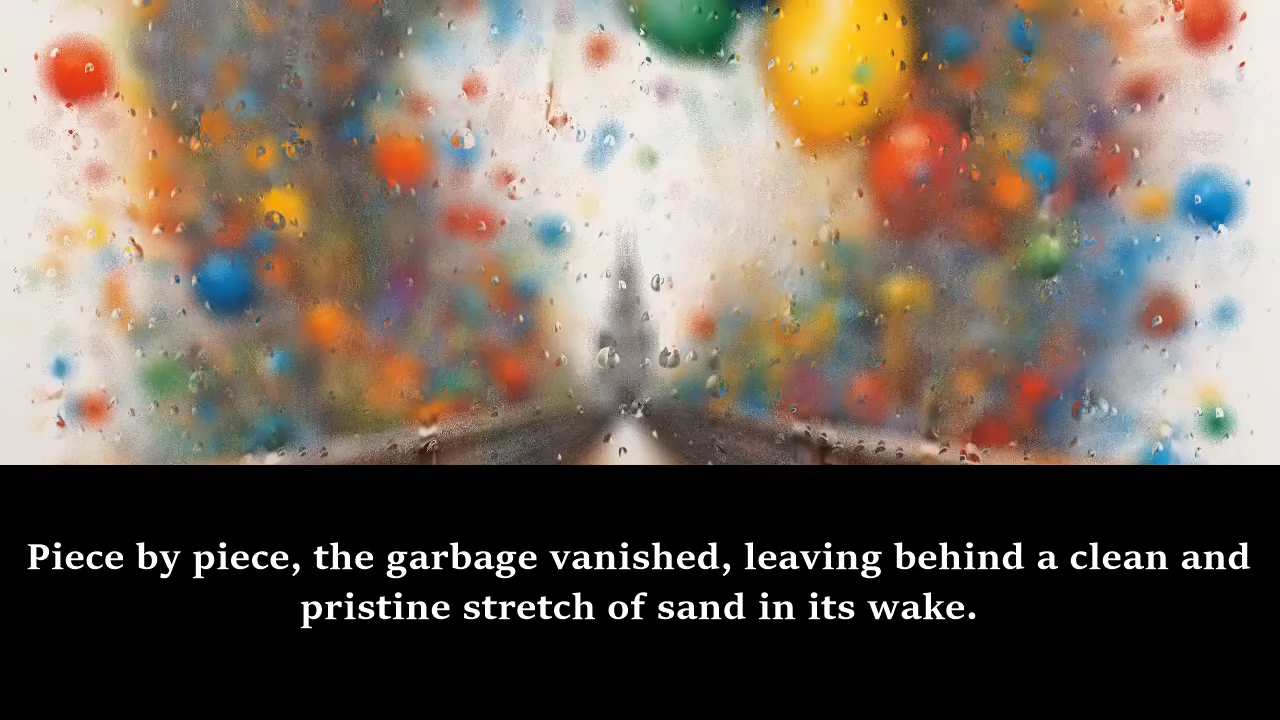 Piece by piece, the garbage vanished, leaving behind a clean and
pristine stretch of sand in its wake.